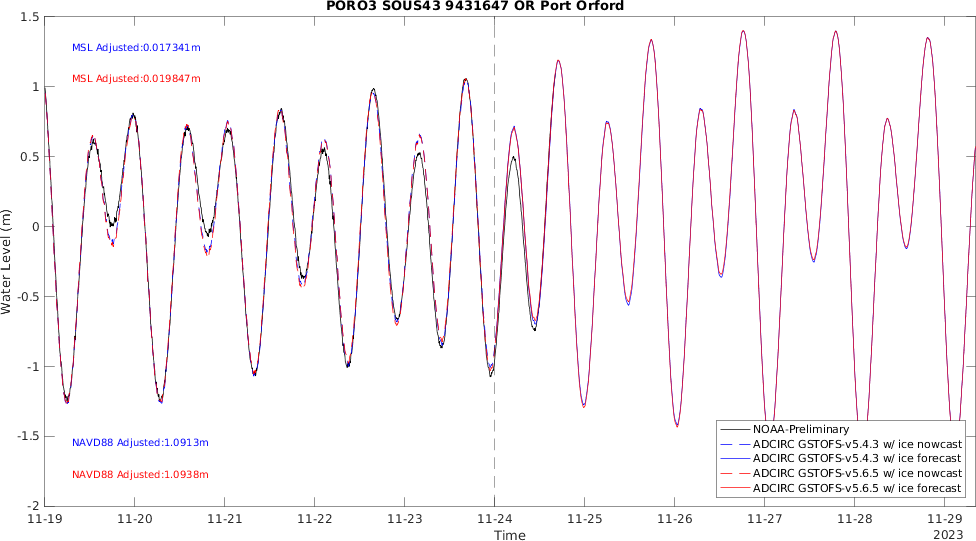 PORO3 SOUS43 9431647 OR Port Orford
1.5
1
0.5
0
-0.5
-1
-1.5
-2
Water Level (m)
MSL Adjusted:0.017341m
MSL Adjusted:0.019847m
NAVD88 Adjusted:1.0913m
NAVD88 Adjusted:1.0938m
NOAA-Preliminary
ADCIRC GSTOFS-v5.4.3 w/ ice nowcast
ADCIRC GSTOFS-v5.4.3 w/ ice forecast
ADCIRC GSTOFS-v5.6.5 w/ ice nowcast
ADCIRC GSTOFS-v5.6.5 w/ ice forecast
11-19 11-20 11-21 11-22 11-23 11-24 11-25 11-26 11-27 11-28 11-29
Time 2023